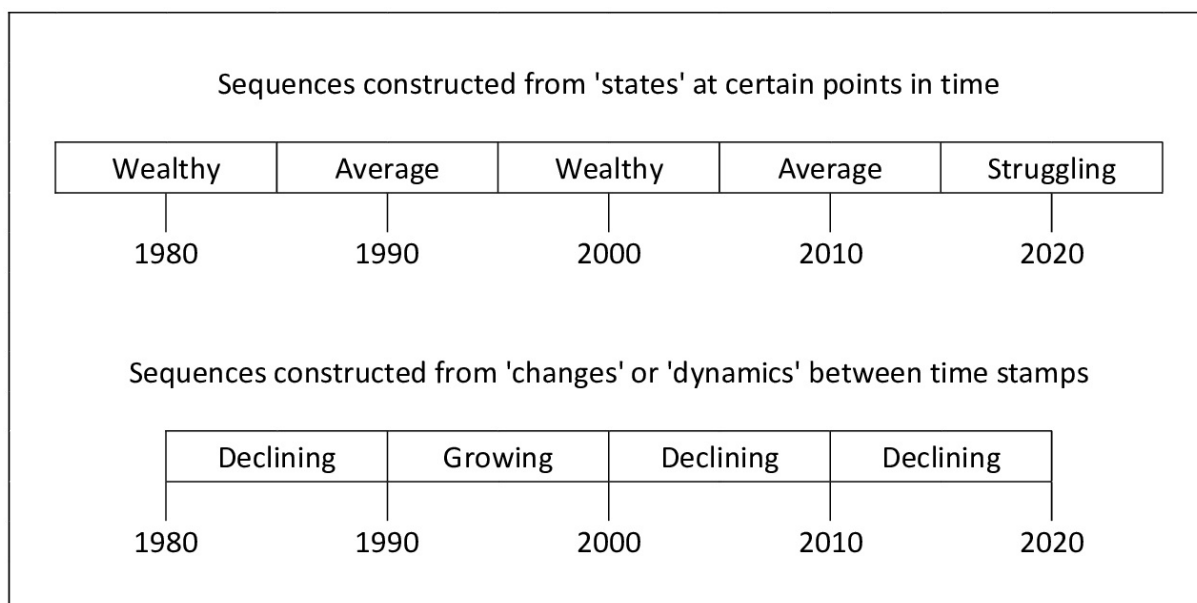 Sequences constructed from 'states' at certain points in time
Wealthy Average Wealthy Average Struggling
1980 1990 2000 2010 2020
Sequences constructed from 'changes' or 'dynamics' between time stamps
Declining Growing Declining Declining
1980 1990 2000 2010 2020